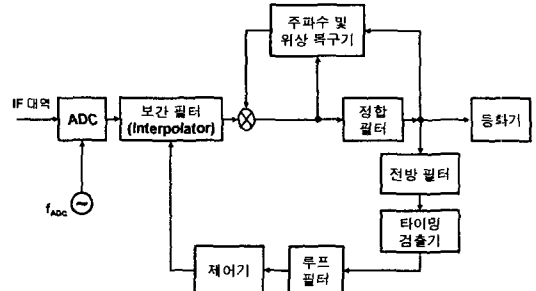 주파수 및
위상 복구기
IF 대역
ADC
보간 필터
(Interpolator)
정합
필터
등화기
전방 필터
f_ADC
타이밍
검출기
제어기
루프
필터